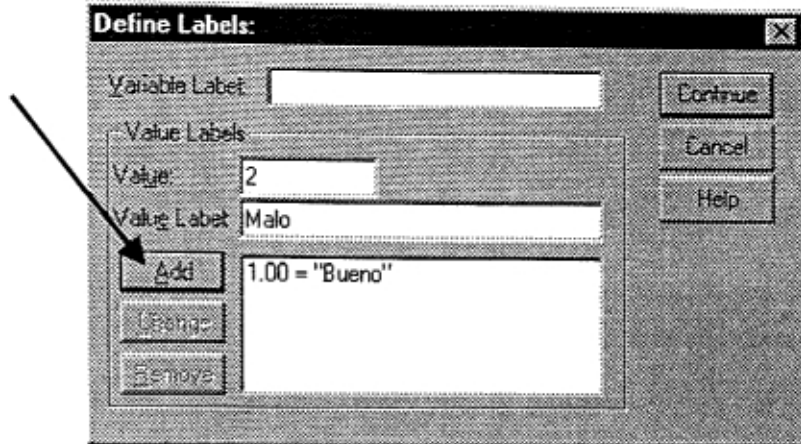 Define Labels:
Variable Label:
Continue
Value Labels
Cancel
Value: 2
Help
Value Label: Malo
Add
1.00 = "Bueno"
Change
Remove